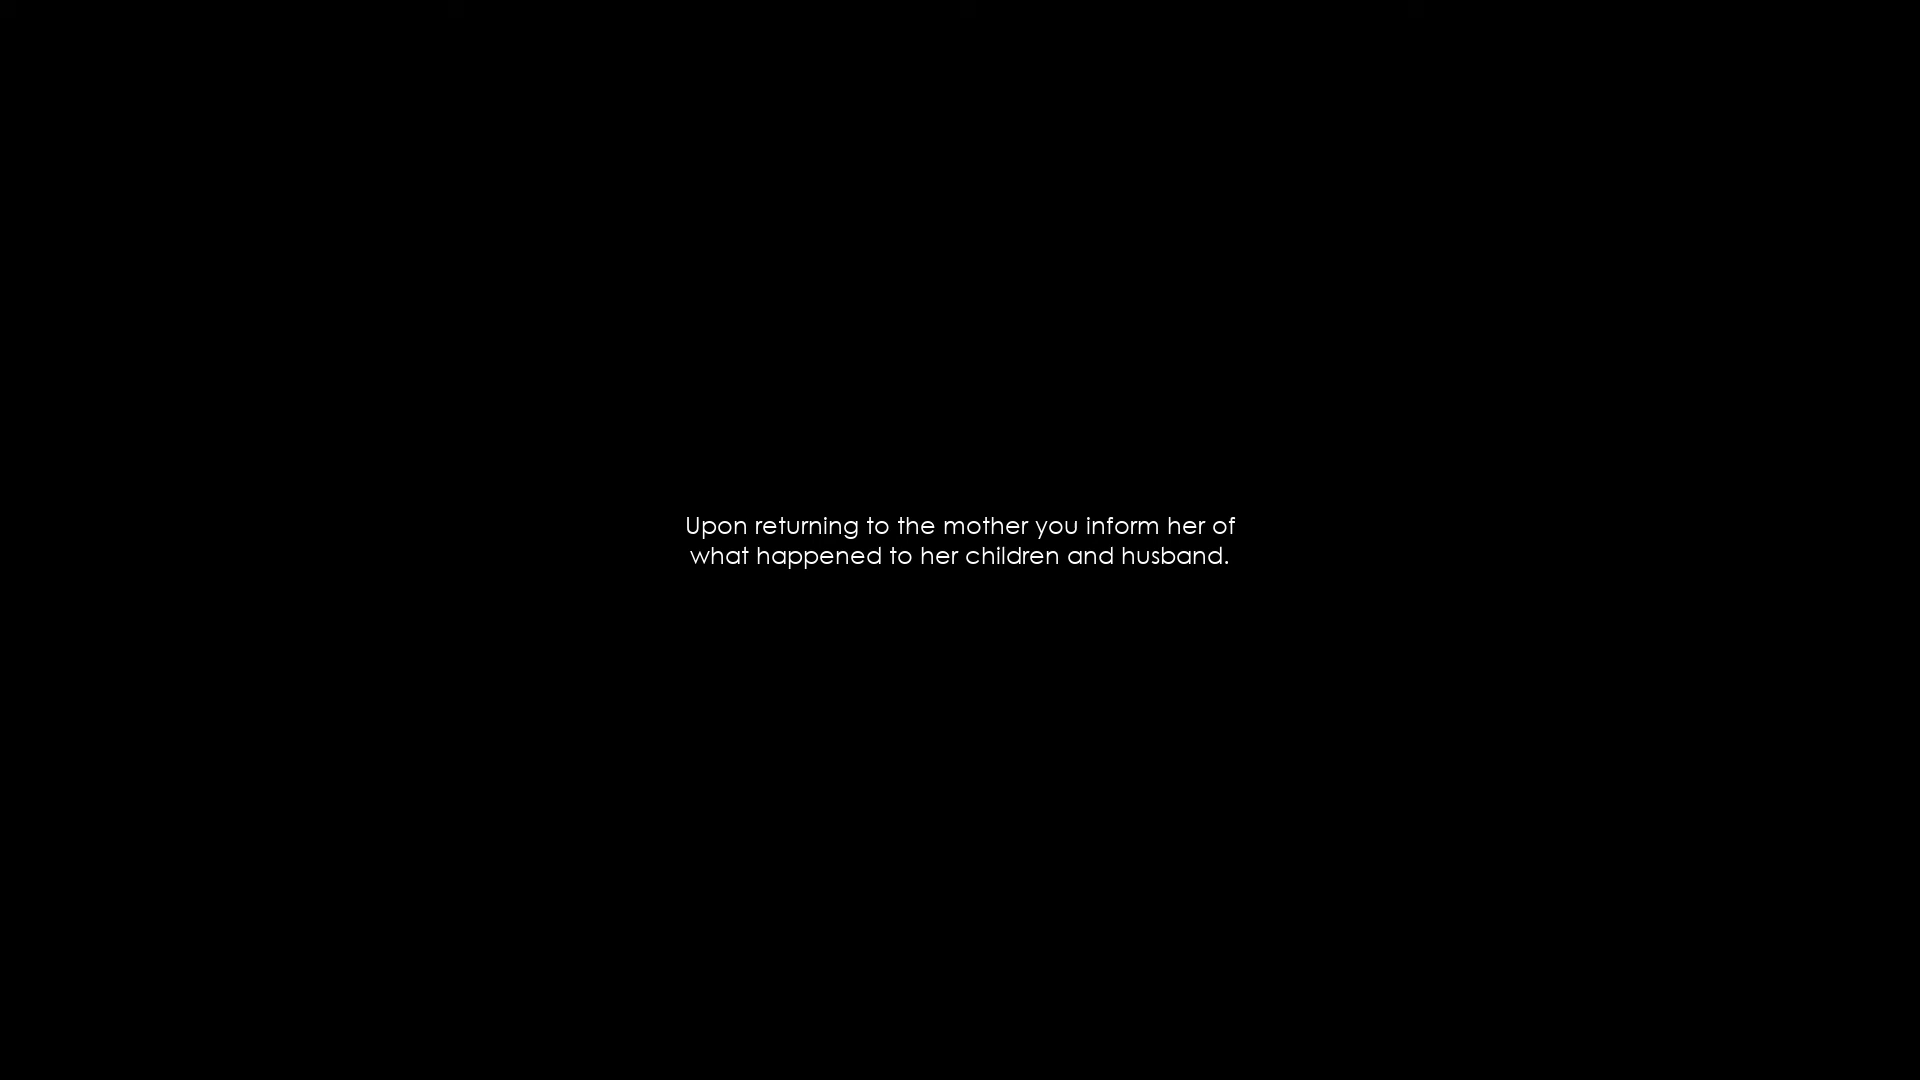 Upon returning to the mother you inform her of
what happened to her children and husband.